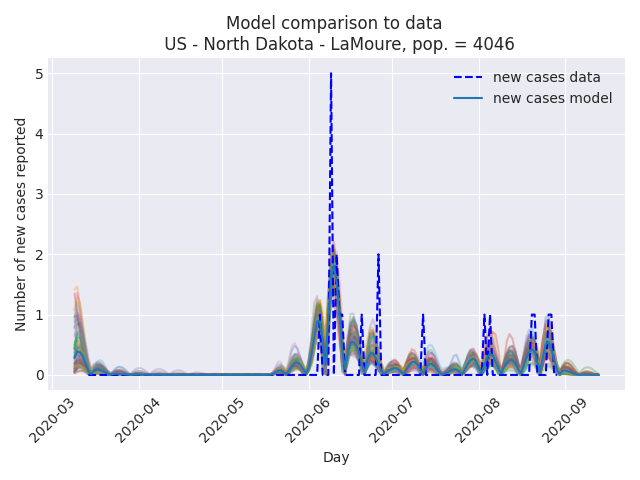 Model comparison to data
US - North Dakota - LaMoure, pop. = 4046
new cases data
new cases model
Number of new cases reported
5
4
3
2
1
0
2020-03
2020-04
2020-05
2020-06
2020-07
2020-08
2020-09
Day